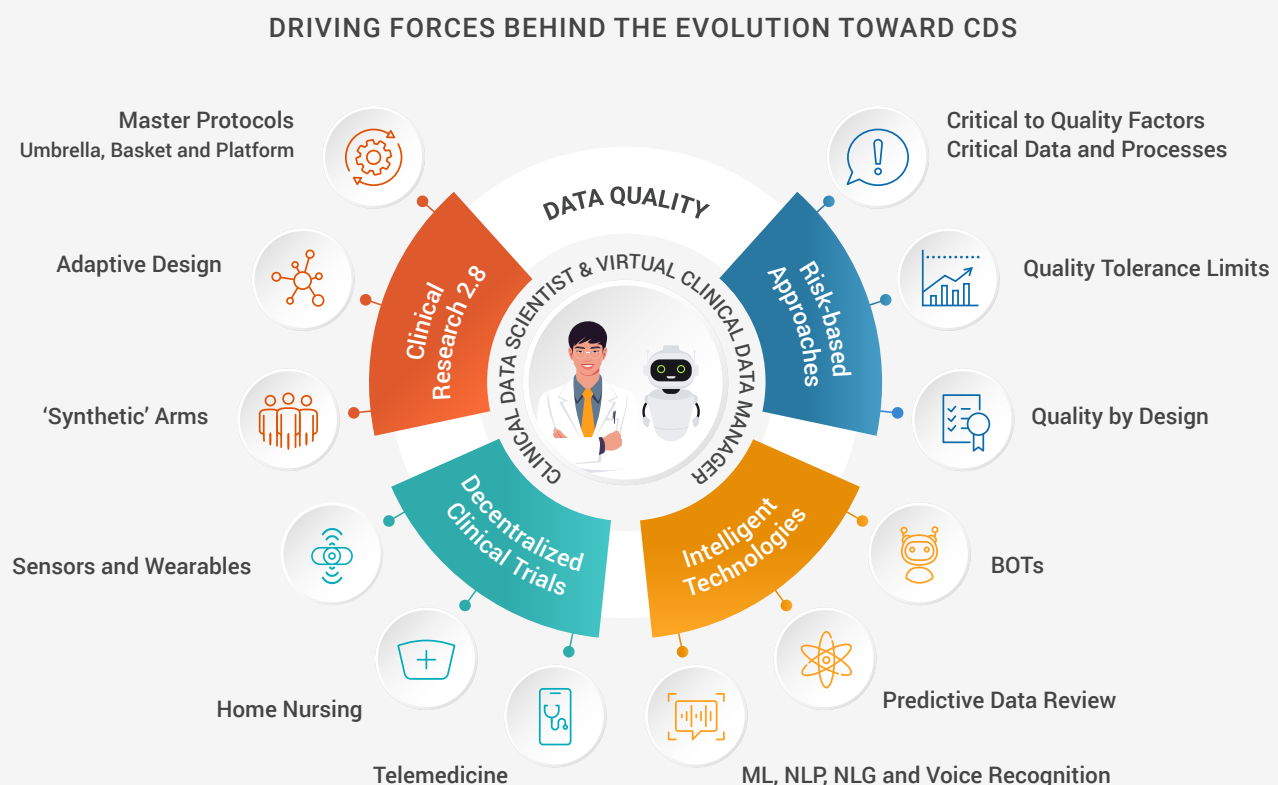 DRIVING FORCES BEHIND THE EVOLUTION TOWARD CDS
Master Protocols
Umbrella, Basket and Platform
Adaptive Design
‘Synthetic’ Arms
Sensors and Wearables
Home Nursing
Telemedicine
Critical to Quality Factors
Critical Data and Processes
Quality Tolerance Limits
Quality by Design
BOTs
Predictive Data Review
ML, NLP, NLG and Voice Recognition
DATA QUALITY
Clinical
Research 2.8
Risk-based
Approaches
Decentralized
Clinical Trials
Intelligent
Technologies
CLINICAL DATA SCIENTIST & VIRTUAL CLINICAL DATA MANAGER